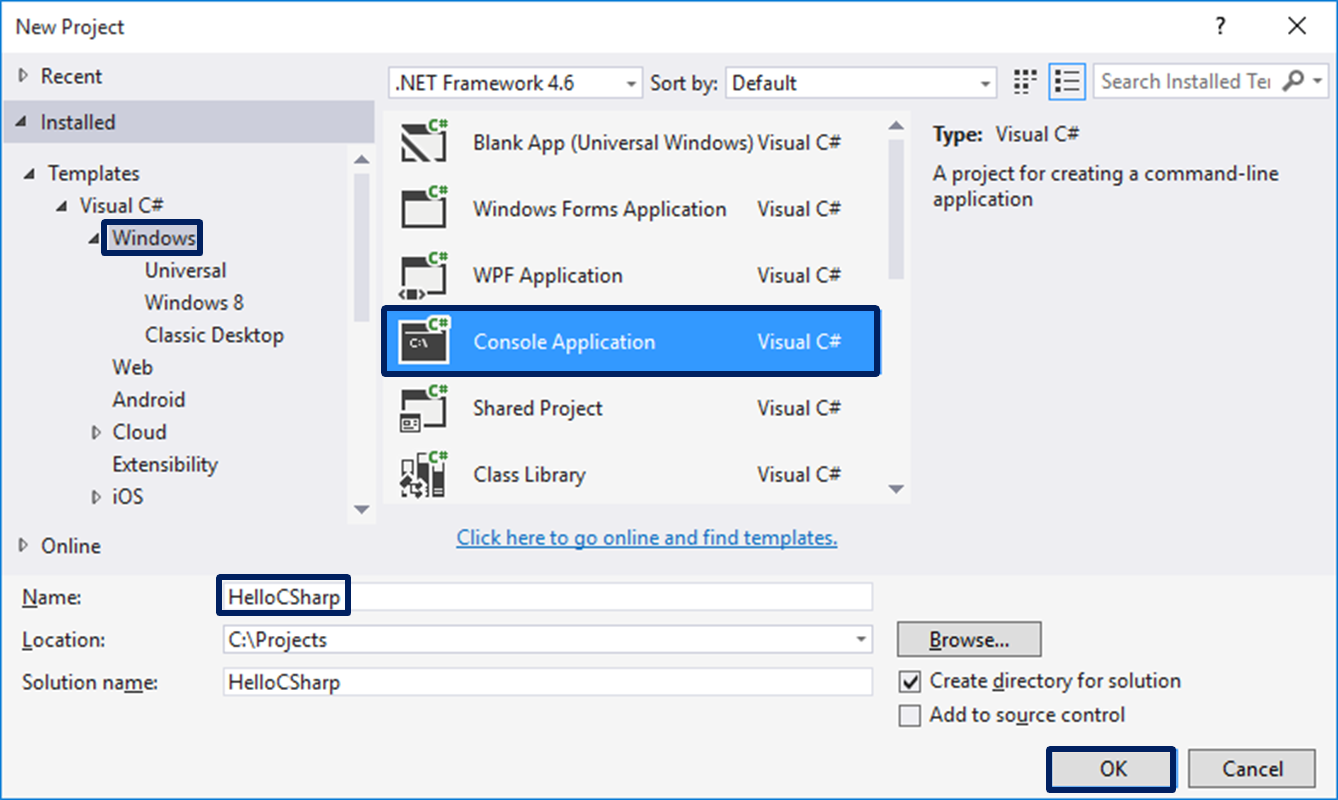 New Project
?
Recent
Installed
Templates
Visual C#
Windows
Universal
Windows 8
Classic Desktop
Web
Android
Cloud
Extensibility
iOS
Online
.NET Framework 4.6 Sort by: Default Search Installed Te
C# Blank App (Universal Windows) Visual C#
C# Windows Forms Application Visual C#
C# WPF Application Visual C#
C# C:\ Console Application Visual C#
C# Shared Project Visual C#
C# Class Library Visual C#
Click here to go online and find templates.
Type: Visual C#
A project for creating a command-line
application
Name: HelloCSharp
Location: C:\Projects Browse...
Solution name: HelloCSharp
Create directory for solution
Add to source control
OK Cancel